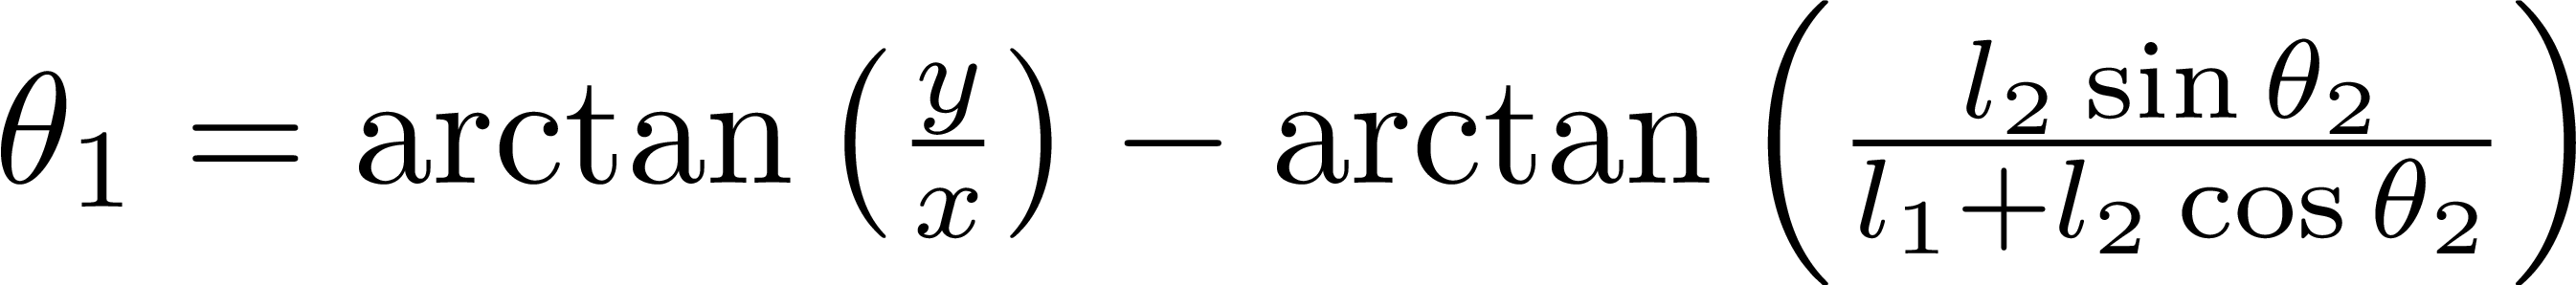 θ₁ = arctan (y/x) − arctan (l₂ sin θ₂ / l₁+l₂ cos θ₂)